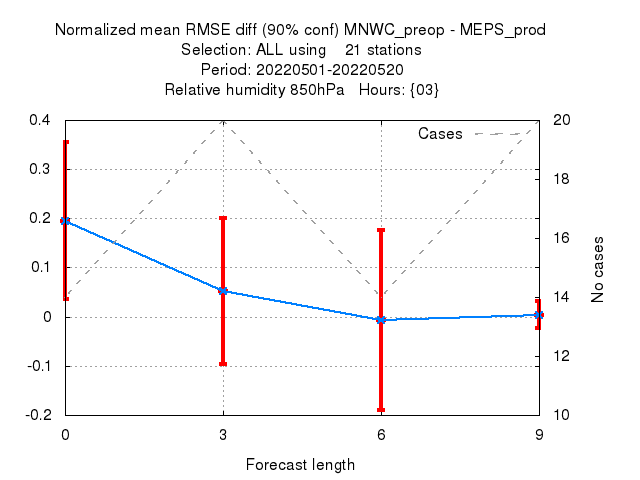 Normalized mean RMSE diff (90% conf) MNWC_preop - MEPS_prod
Selection: ALL using    21 stations
Period: 20220501-20220520
Relative humidity 850hPa   Hours: {03}
Cases
0.4
0.3
0.2
0.1
0
-0.1
-0.2
20
18
16
14
12
10
No cases
0
3
6
9
Forecast length